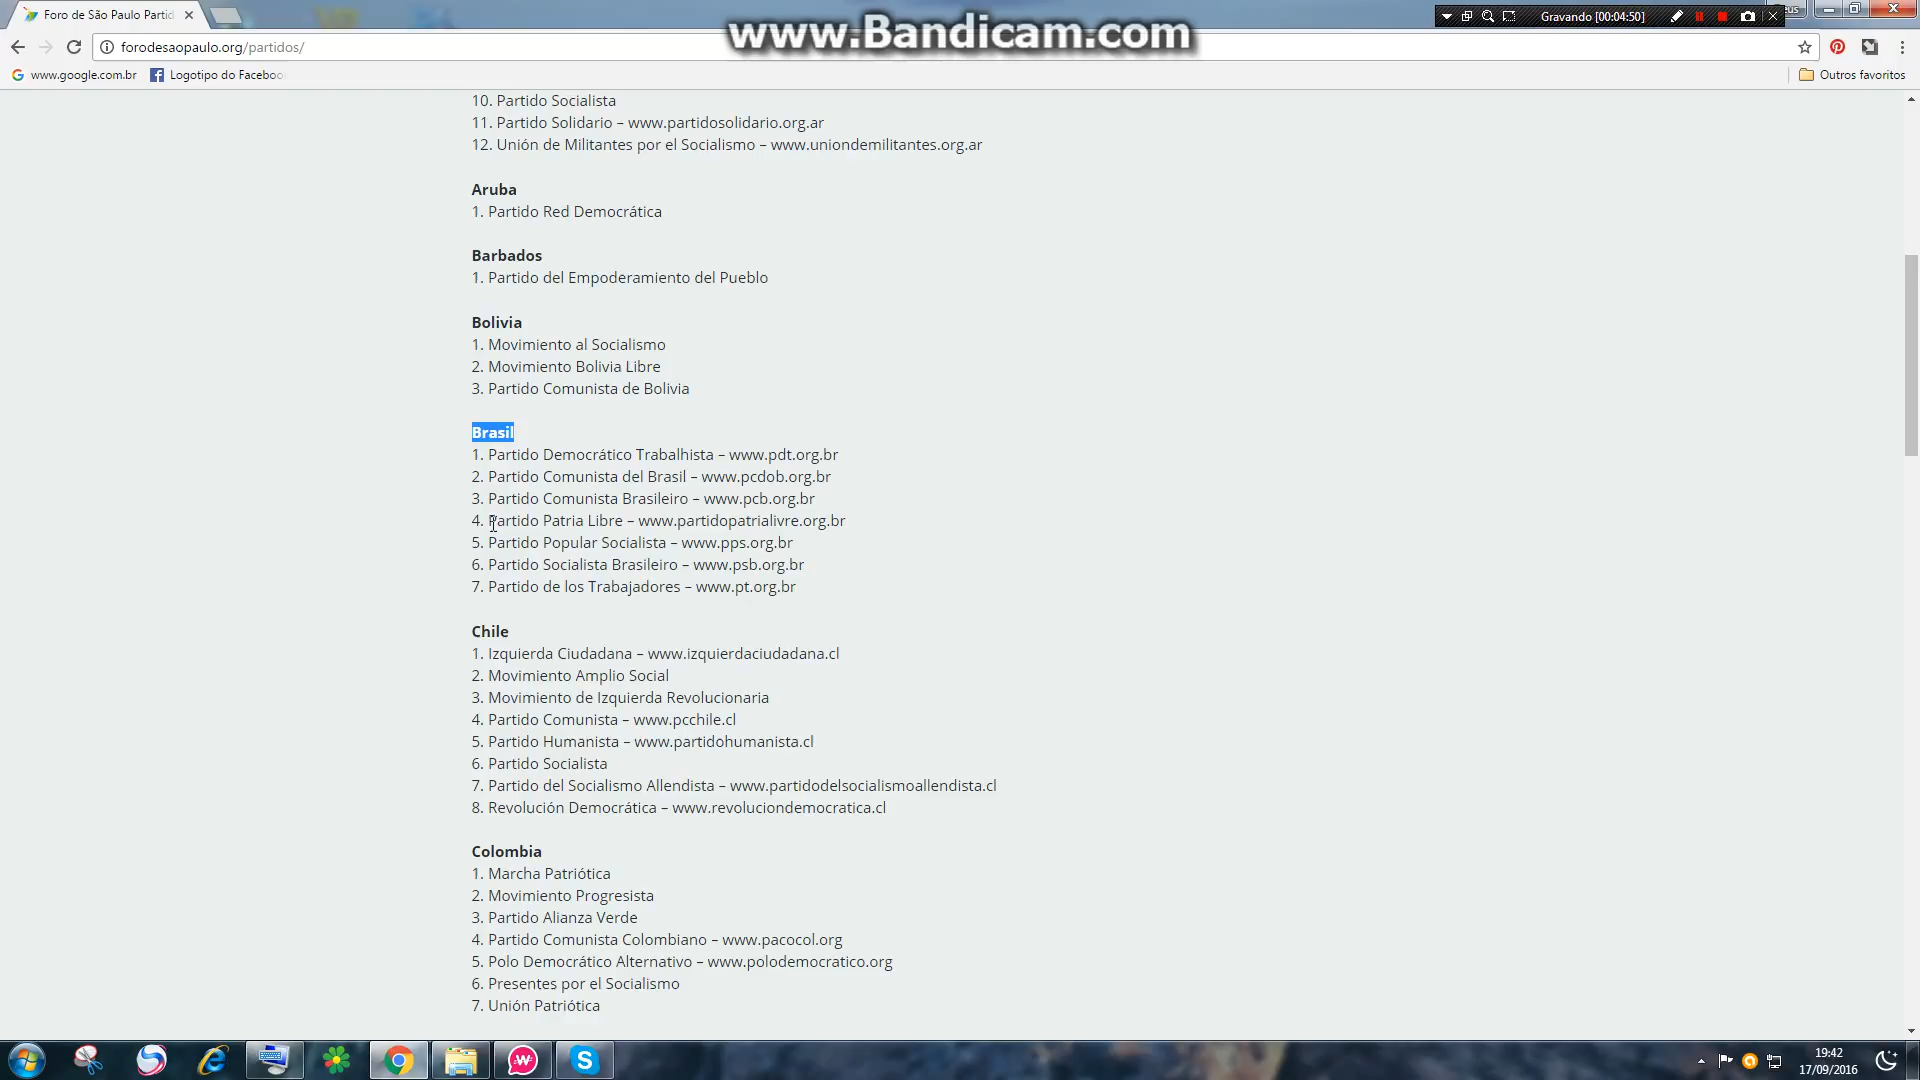 Foro de São Paulo Partid
www.Bandicam.com
Gravando [00:04:50]
forodesaopaulo.org/partidos/
www.google.com.br
Logotipo do Faceboo
Outros favoritos
10. Partido Socialista
11. Partido Solidario – www.partidosolidario.org.ar
12. Unión de Militantes por el Socialismo – www.uniondemilitantes.org.ar
Aruba
1. Partido Red Democrática
Barbados
1. Partido del Empoderamiento del Pueblo
Bolivia
1. Movimiento al Socialismo
2. Movimiento Bolivia Libre
3. Partido Comunista de Bolivia
Brasil
1. Partido Democrático Trabalhista – www.pdt.org.br
2. Partido Comunista del Brasil – www.pcdob.org.br
3. Partido Comunista Brasileiro – www.pcb.org.br
4. Partido Patria Libre – www.partidopatrialivre.org.br
5. Partido Popular Socialista – www.pps.org.br
6. Partido Socialista Brasileiro – www.psb.org.br
7. Partido de los Trabajadores – www.pt.org.br
Chile
1. Izquierda Ciudadana – www.izquierdaciudadana.cl
2. Movimiento Amplio Social
3. Movimiento de Izquierda Revolucionaria
4. Partido Comunista – www.pcchile.cl
5. Partido Humanista – www.partidohumanista.cl
6. Partido Socialista
7. Partido del Socialismo Allendista – www.partidodelsocialismoallendista.cl
8. Revolución Democrática – www.revoluciondemocratica.cl
Colombia
1. Marcha Patriótica
2. Movimiento Progresista
3. Partido Alianza Verde
4. Partido Comunista Colombiano – www.pacocol.org
5. Polo Democrático Alternativo – www.polodemocratico.org
6. Presentes por el Socialismo
7. Unión Patriótica
19:42
17/09/2016